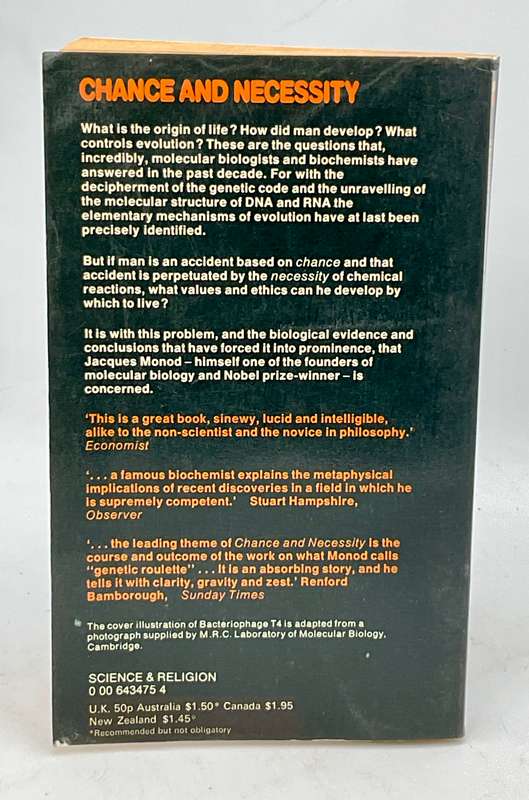 CHANCE AND NECESSITY
What is the origin of life? How did man develop? What
controls evolution? These are the questions that,
incredibly, molecular biologists and biochemists have
answered in the past decade. For with the
decipherment of the genetic code and the unravelling of
the molecular structure of DNA and RNA the
elementary mechanisms of evolution have at last been
precisely identified.
But if man is an accident based on chance and that
accident is perpetuated by the necessity of chemical
reactions, what values and ethics can he develop by
which to live?
It is with this problem, and the biological evidence and
conclusions that have forced it into prominence, that
Jacques Monod – himself one of the founders of
molecular biology and Nobel prize-winner – is
concerned.
‘This is a great book, sinewy, lucid and intelligible,
alike to the non-scientist and the novice in philosophy.’
Economist
‘. . . a famous biochemist explains the metaphysical
implications of recent discoveries in a field in which he
is supremely competent.’ Stuart Hampshire,
Observer
‘. . . the leading theme of Chance and Necessity is the
course and outcome of the work on what Monod calls
“genetic roulette” . . . It is an absorbing story, and he
tells it with clarity, gravity and zest.’ Renford
Bamborough, Sunday Times
The cover illustration of Bacteriophage T4 is adapted from a
photograph supplied by M.R.C. Laboratory of Molecular Biology,
Cambridge.
SCIENCE & RELIGION
0 00 643475 4
U.K. 50p Australia $1.50* Canada $1.95
New Zealand $1.45*
*Recommended but not obligatory